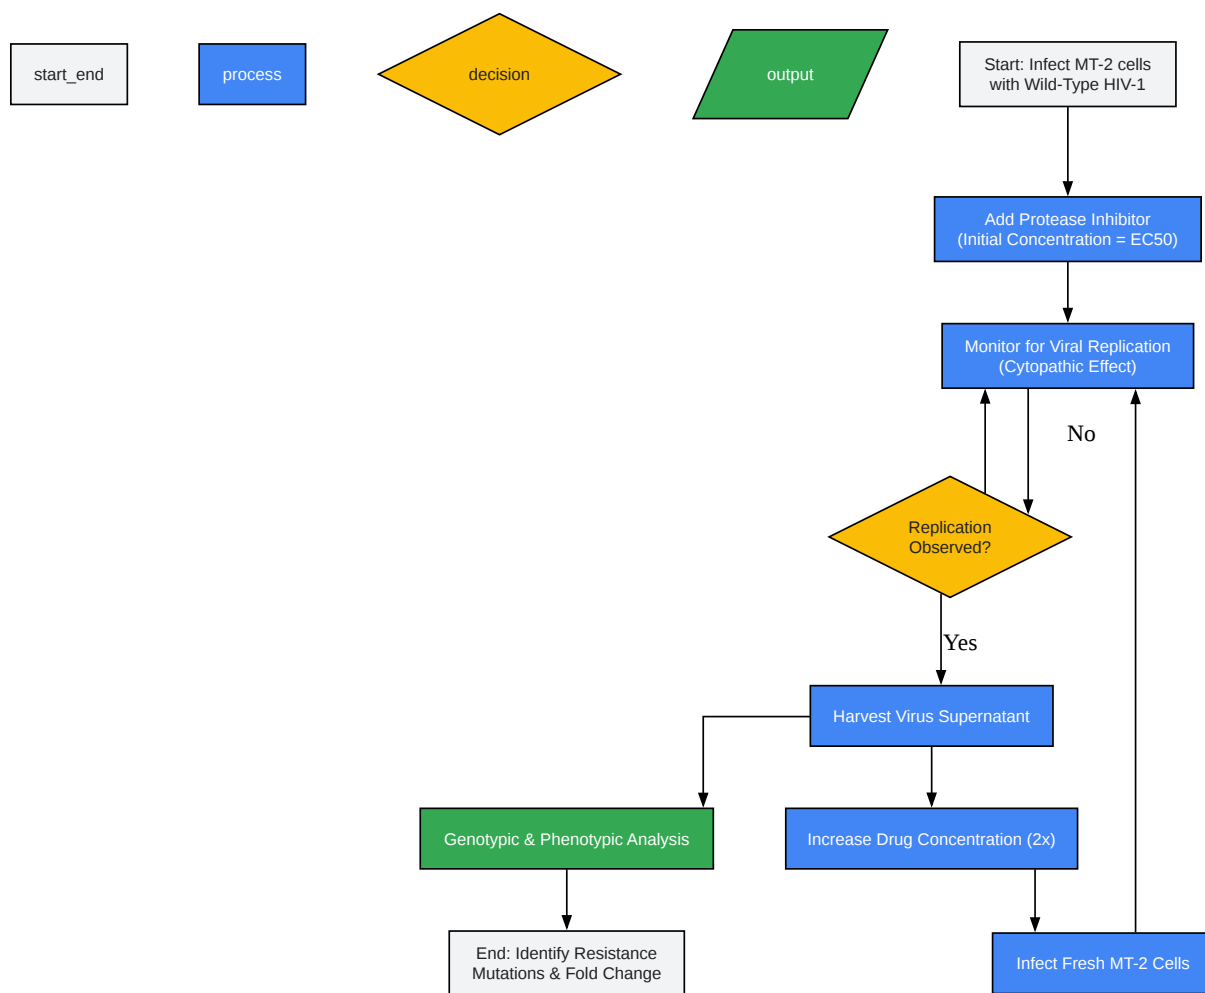 start_end
process
decision
output
Start: Infect MT-2 cells
with Wild-Type HIV-1
Add Protease Inhibitor
(Initial Concentration = EC50)
Monitor for Viral Replication
(Cytopathic Effect)
No
Replication
Observed?
Yes
Harvest Virus Supernatant
Genotypic & Phenotypic Analysis
Increase Drug Concentration (2x)
End: Identify Resistance
Mutations & Fold Change
Infect Fresh MT-2 Cells